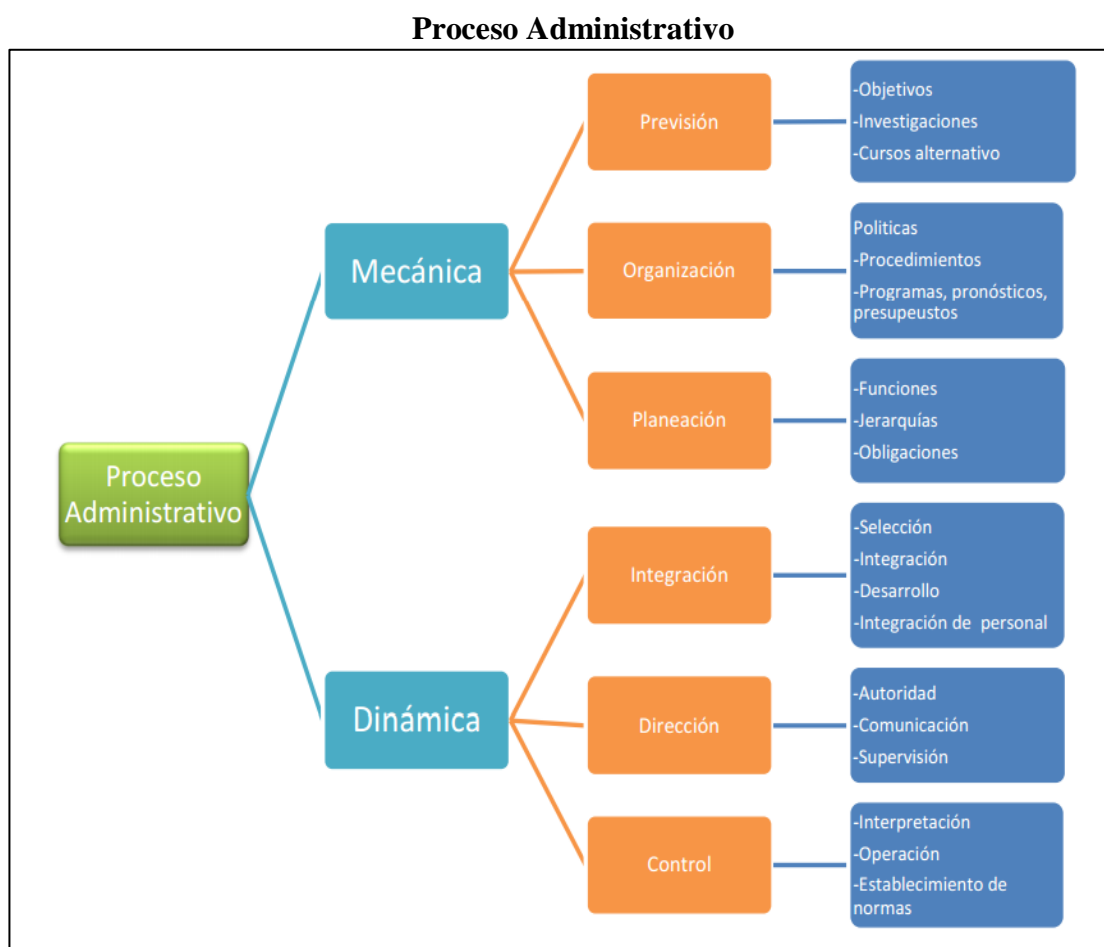 Proceso Administrativo
Proceso
Administrativo
Mecánica
Previsión
-Objetivos
-Investigaciones
-Cursos alternativo
Organización
Politicas
-Procedimientos
-Programas, pronósticos,
presupeustos
Planeación
-Funciones
-Jerarquías
-Obligaciones
Dinámica
Integración
-Selección
-Integración
-Desarrollo
-Integración de personal
Dirección
-Autoridad
-Comunicación
-Supervisión
Control
-Interpretación
-Operación
-Establecimiento de
normas